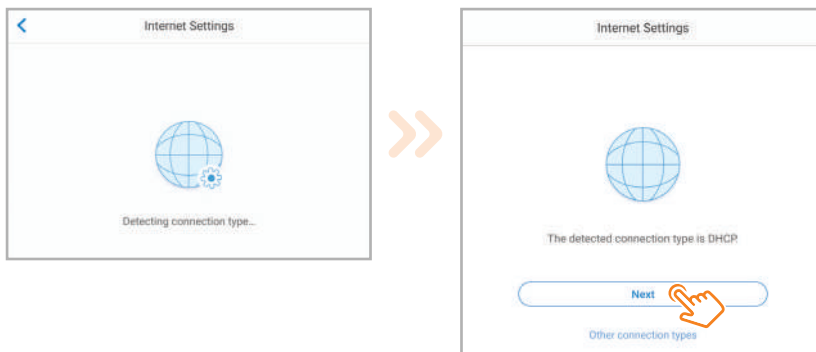 Internet Settings
Detecting connection type...
Internet Settings
The detected connection type is DHCP.
Next
Other connection types